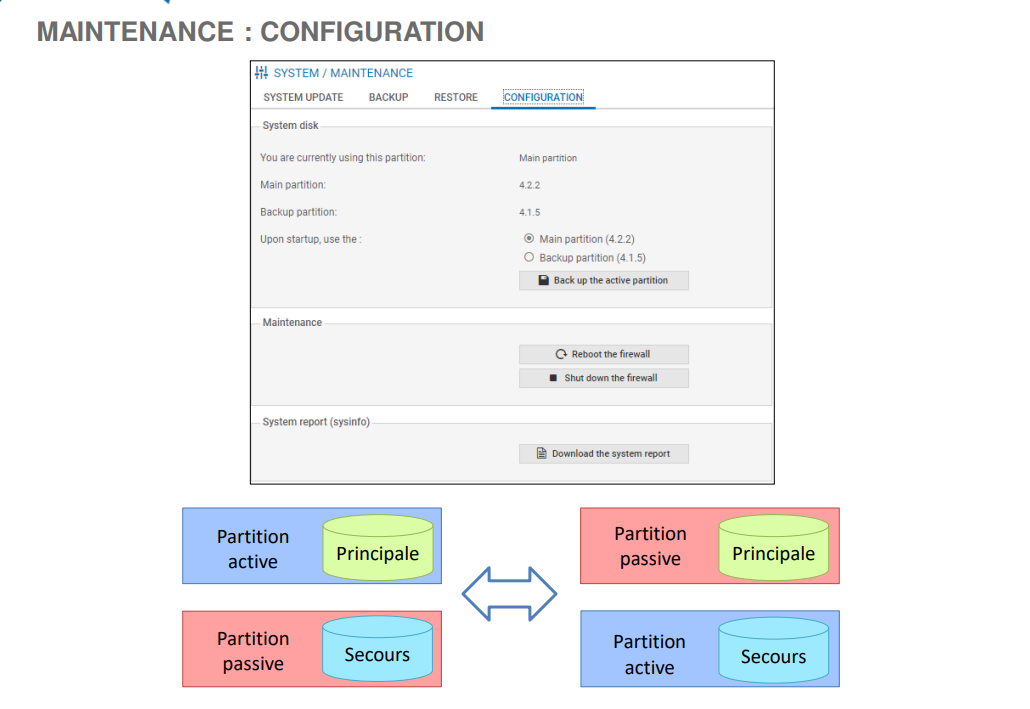 MAINTENANCE : CONFIGURATION
SYSTEM / MAINTENANCE
SYSTEM UPDATE BACKUP RESTORE CONFIGURATION
System disk
You are currently using this partition: Main partition
Main partition: 4.2.2
Backup partition: 4.1.5
Upon startup, use the : Main partition (4.2.2)
Backup partition (4.1.5)
Back up the active partition
Maintenance
Reboot the firewall
Shut down the firewall
System report (sysinfo)
Download the system report
Partition
active
Principale
Partition
passive
Principale
Partition
passive
Secours
Partition
active
Secours